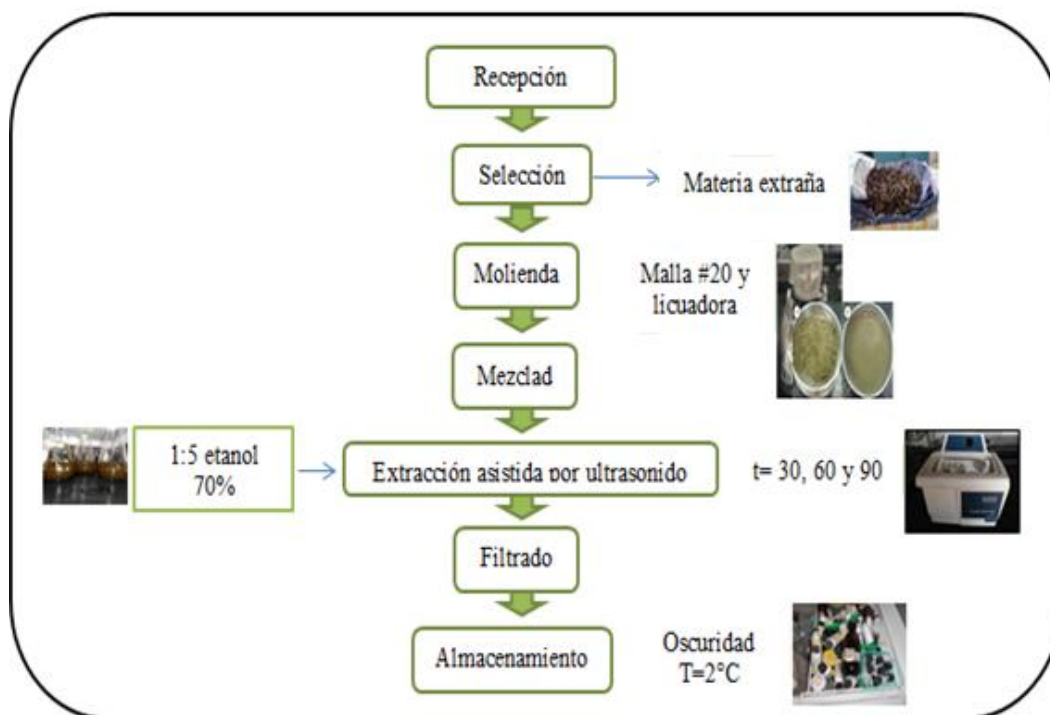 Recepción
Selección
Materia extraña
Molienda
Malla #20 y
licuadora
Mezclad
1:5 etanol
70%
Extracción asistida por ultrasonido
t= 30, 60 y 90
Filtrado
Almacenamiento
Oscuridad
T=2°C